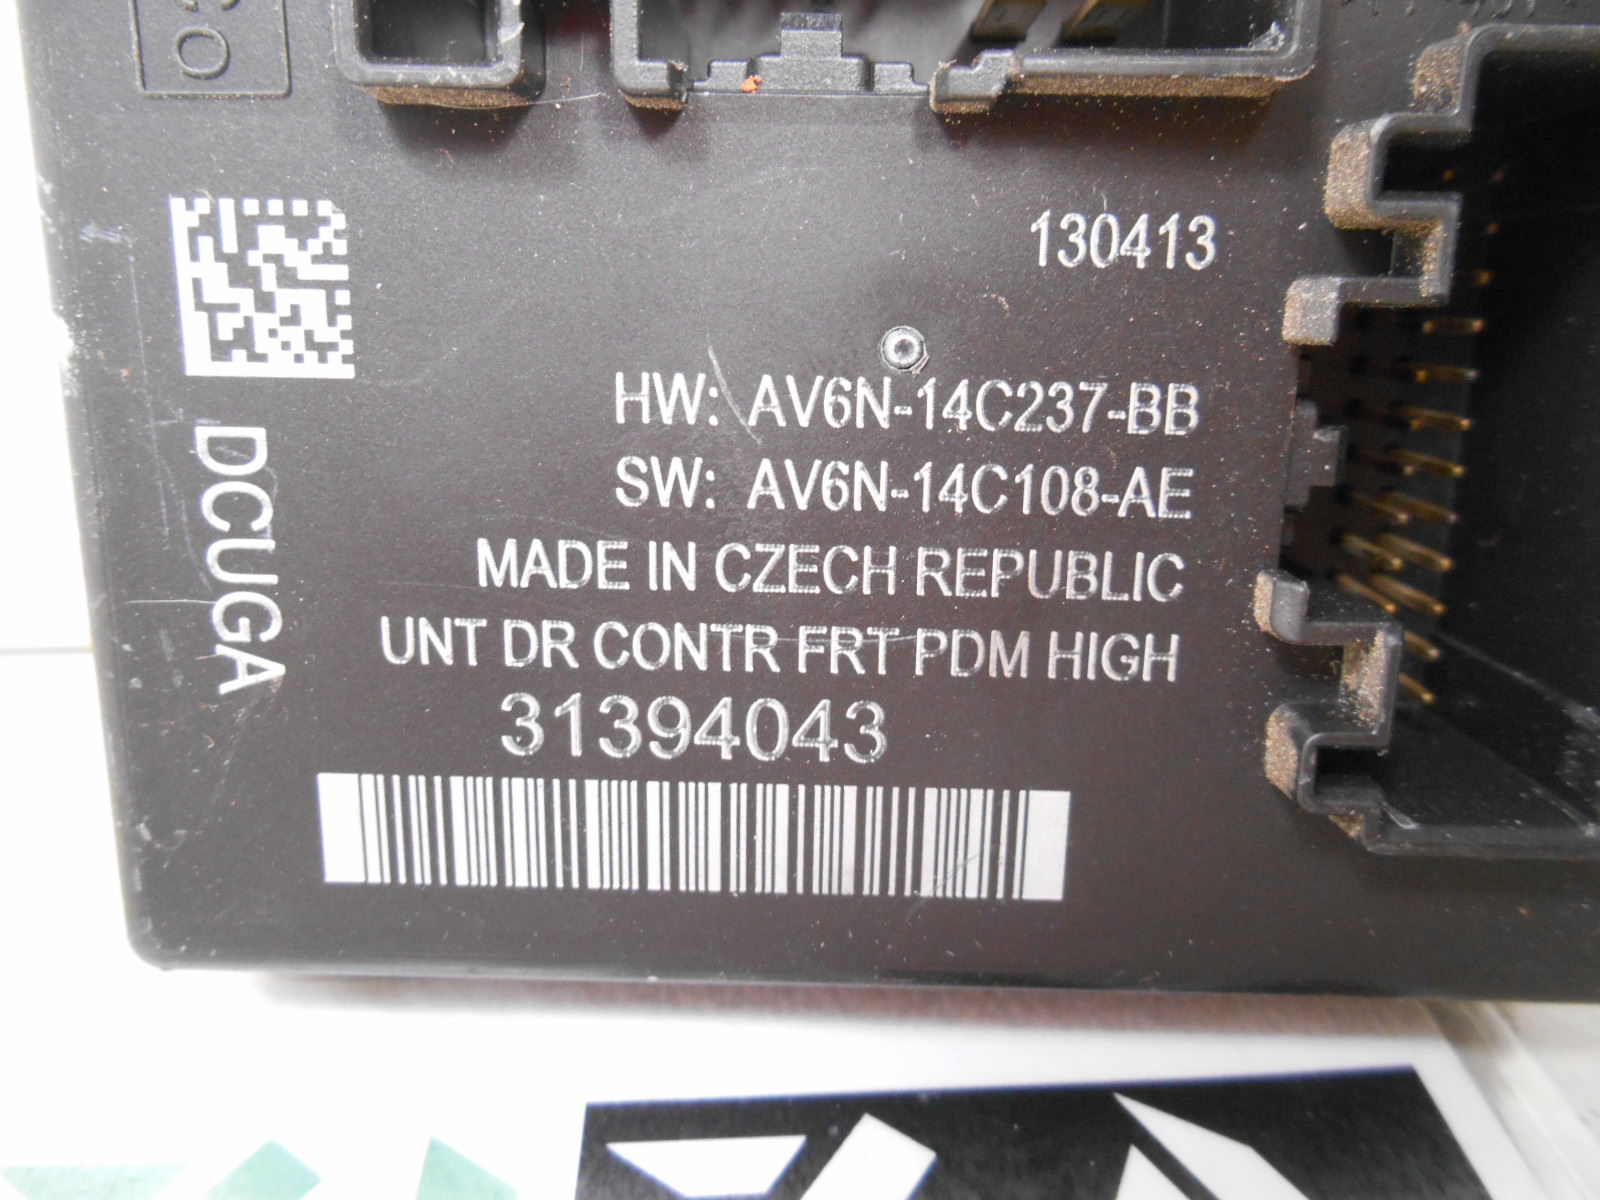 130413
HW: AV6N-14C237-BB
SW: AV6N-14C108-AE
MADE IN CZECH REPUBLIC
UNT DR CONTR FRT PDM HIGH
31394043
DCUGA